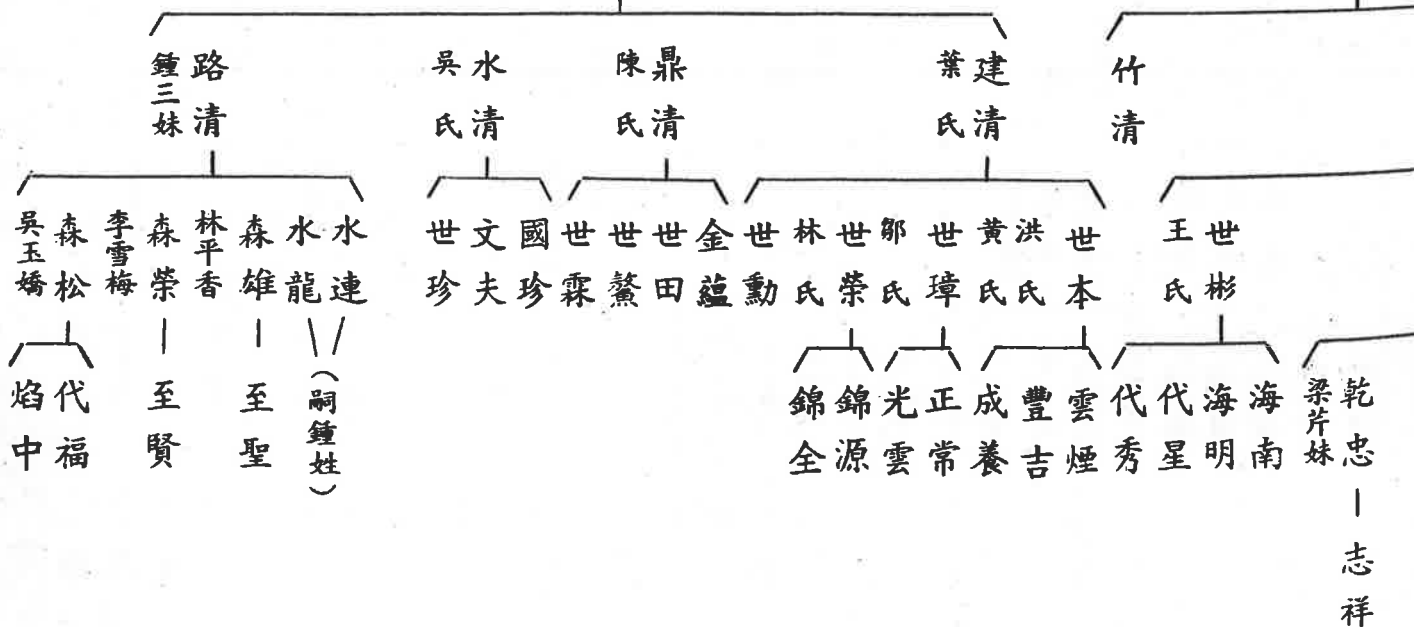 竹清
建清
葉氏
鼎清
陳氏
水清
吳氏
路清
鍾三妹
世彬
王氏
世本
洪氏
黃氏
世璋
鄒氏
世榮
林氏
世勳
金蘊
世田
世鰲
世霖
國珍
文夫
世珍
水連
水龍
森雄
林平香
森榮
李雪梅
森松
吳玉嬌
乾忠—志祥
梁芹妹
海南
海明
代星
代秀
雲煙
豐吉
成養
正常
光雲
錦源
錦全
(嗣鍾姓)
至聖
至賢
代福
焰中